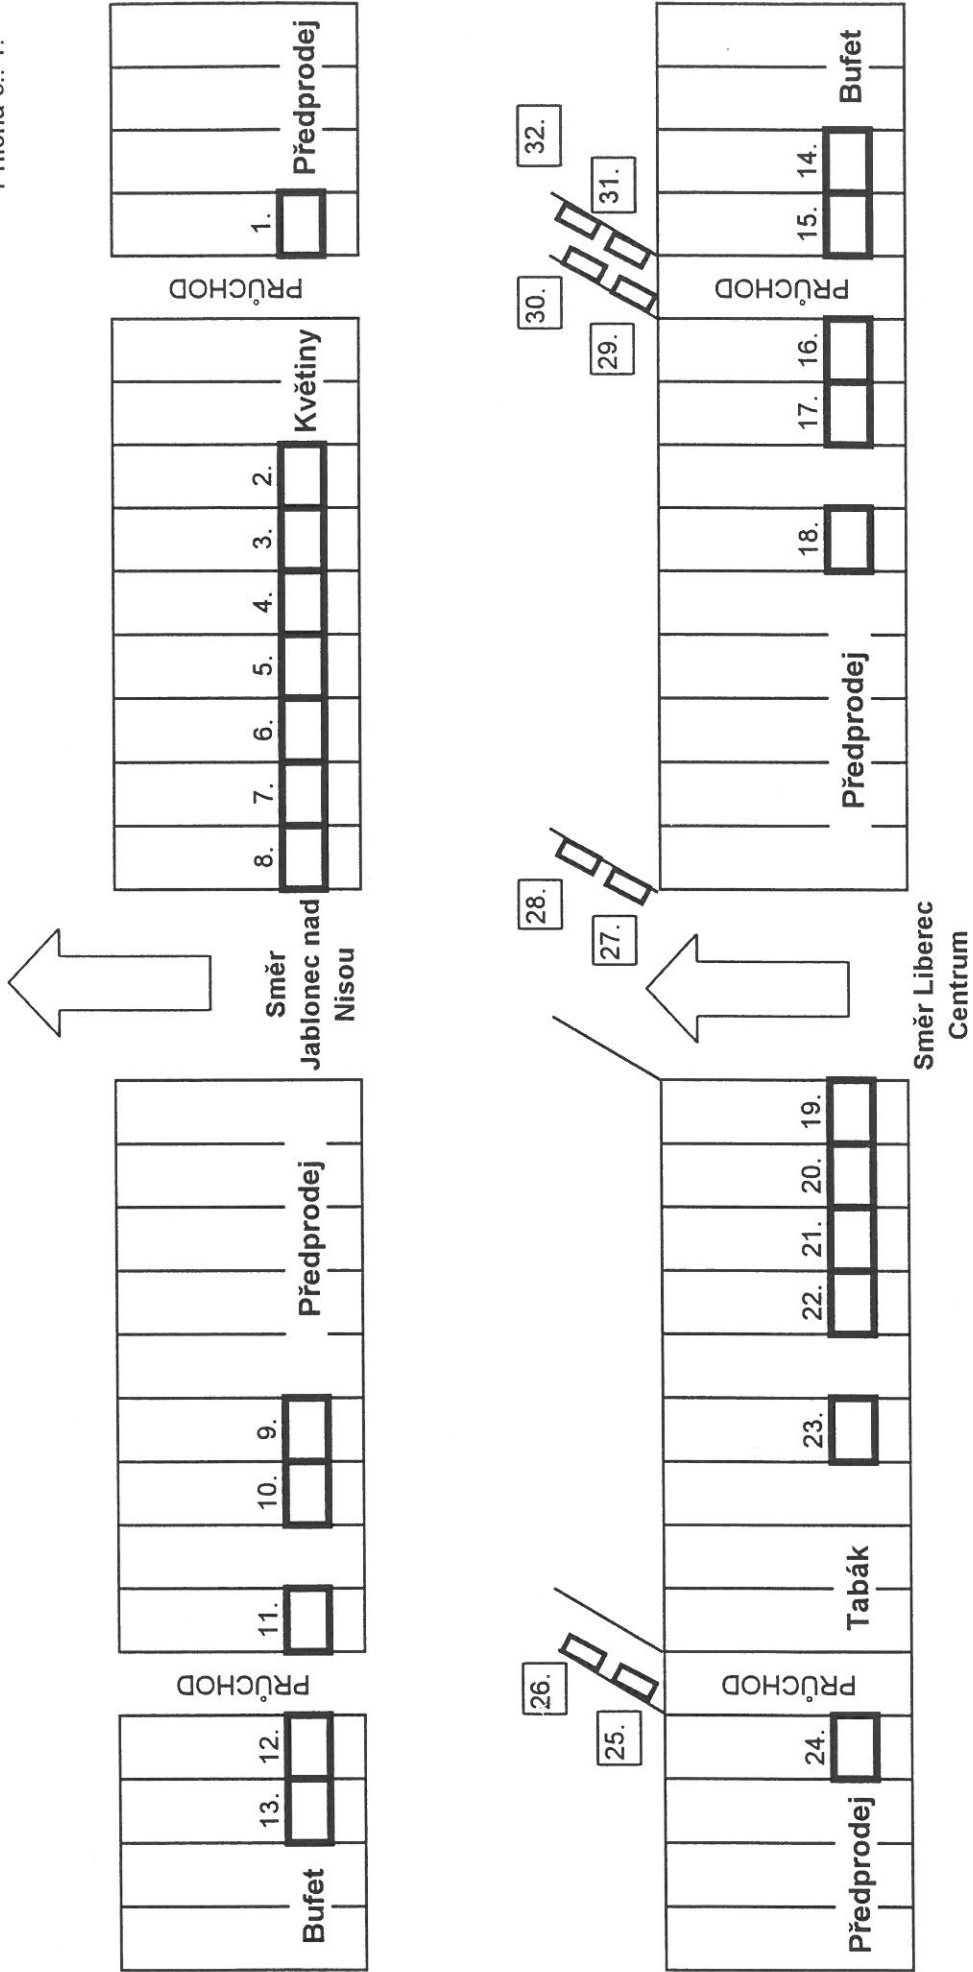 Bufet
13.
12.
PRŮCHOD
11.
10.
9.
Předprodej
Směr
Jablonec nad
Nisou
8.
7.
6.
5.
4.
3.
2.
Květiny
PRŮCHOD
1.
Předprodej
26.
25.
28.
27.
30.
29.
32.
31.
Předprodej
24.
PRŮCHOD
Tabák
23.
22.
21.
20.
19.
Směr Liberec
Centrum
Předprodej
18.
17.
16.
PRŮCHOD
15.
14.
Bufet